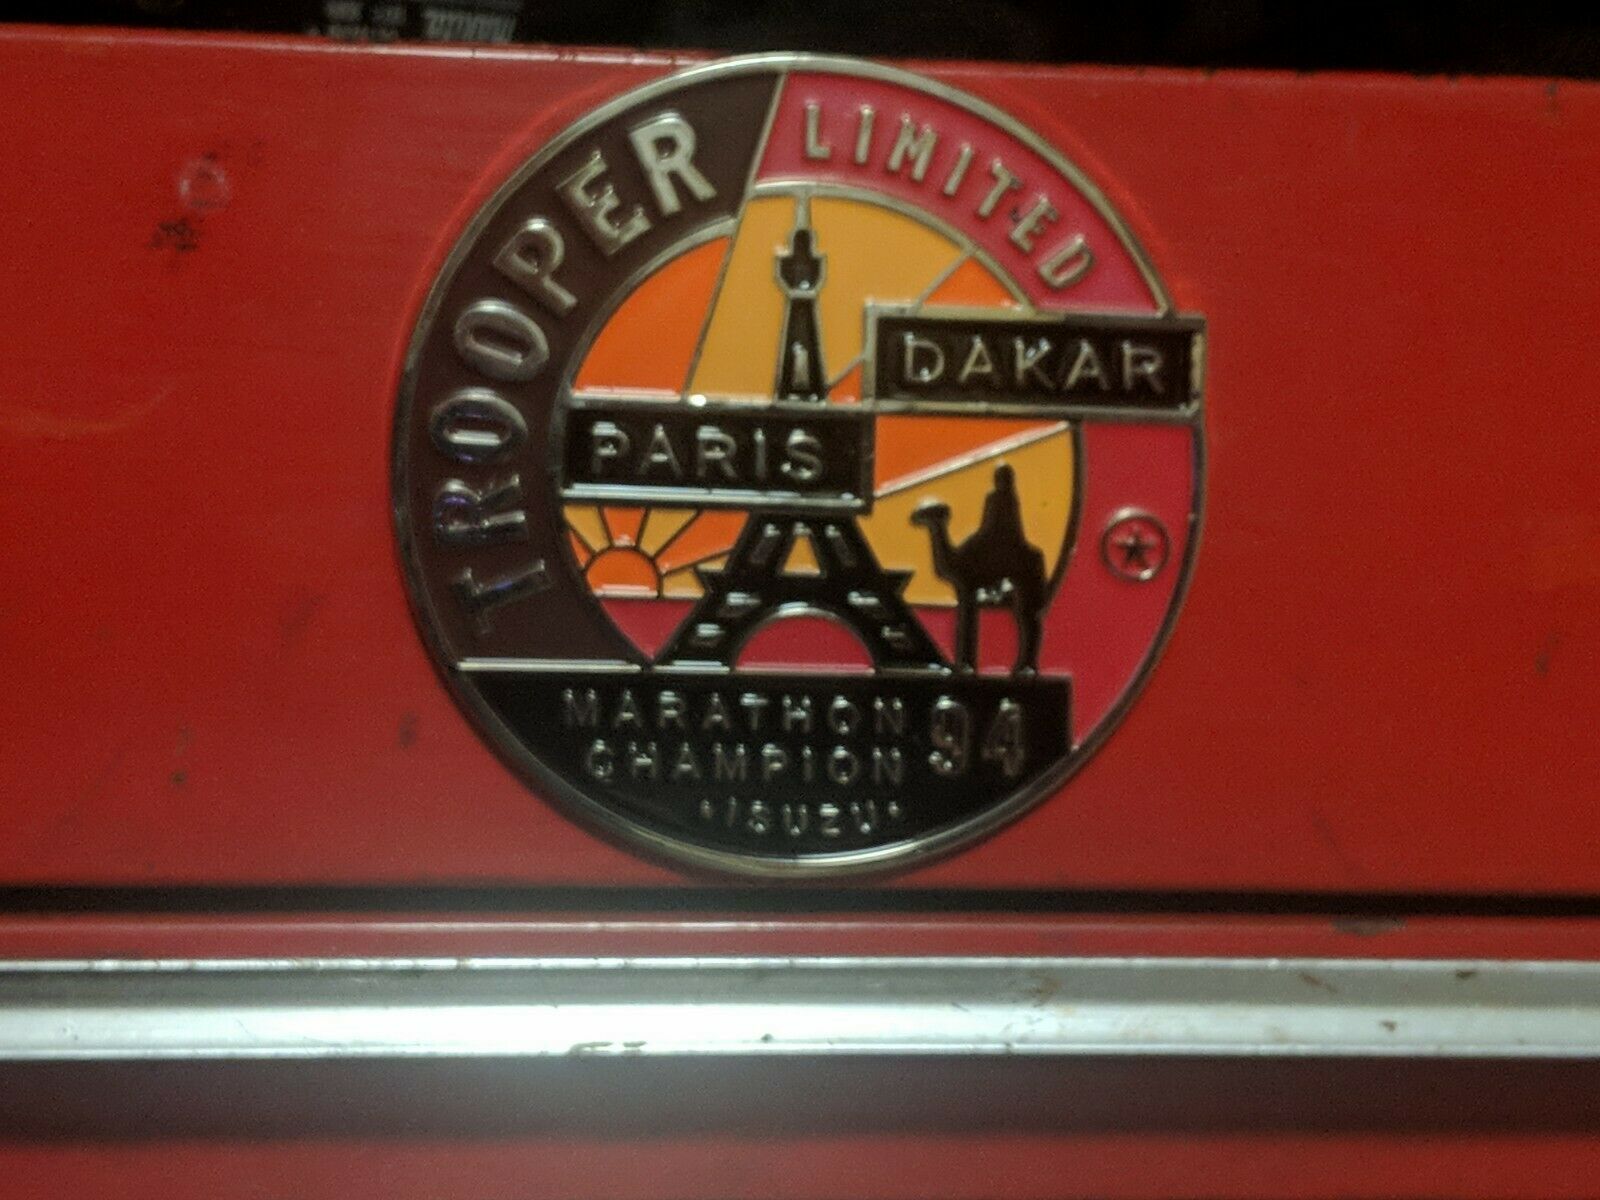 TROOPER
LIMITED
DAKAR
PARIS
MARATHON
CHAMPION 94
•ISUZU•